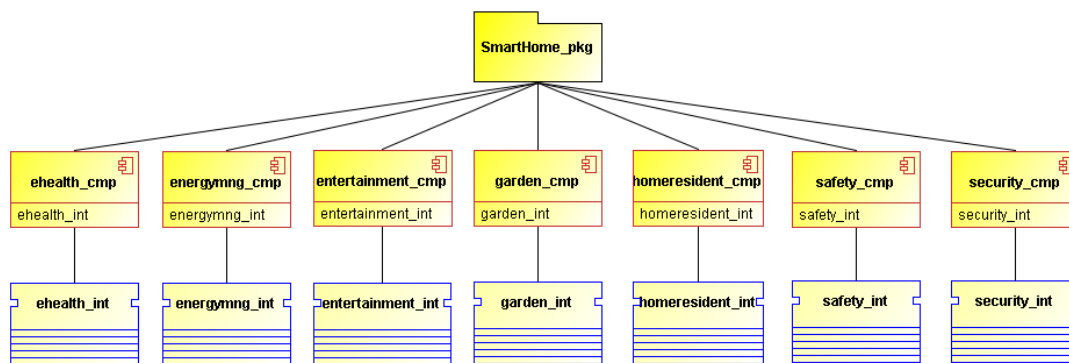 SmartHome_pkg
ehealth_cmp
energymng_cmp
entertainment_cmp
garden_cmp
homeresident_cmp
safety_cmp
security_cmp
ehealth_int
energymng_int
entertainment_int
garden_int
homeresident_int
safety_int
security_int
ehealth_int
energymng_int
entertainment_int
garden_int
homeresident_int
safety_int
security_int